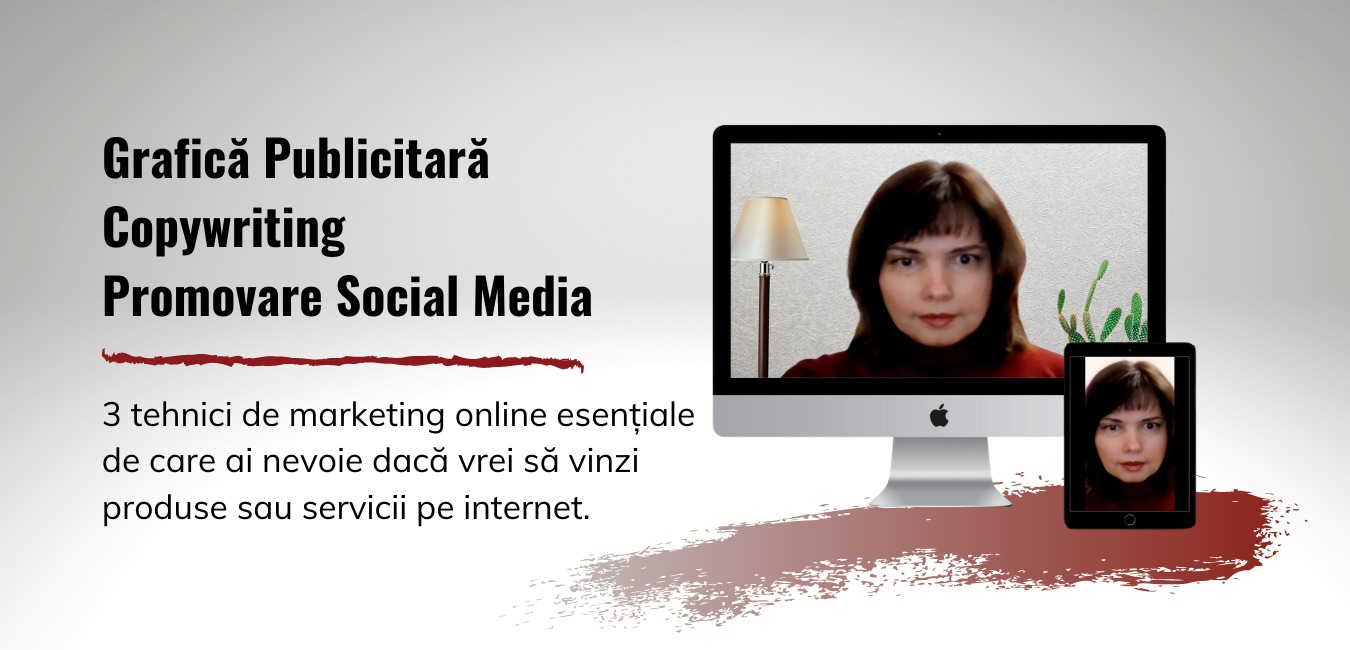 Grafică Publicitară
Copywriting
Promovare Social Media
3 tehnici de marketing online esențiale
de care ai nevoie dacă vrei să vinzi
produse sau servicii pe internet.